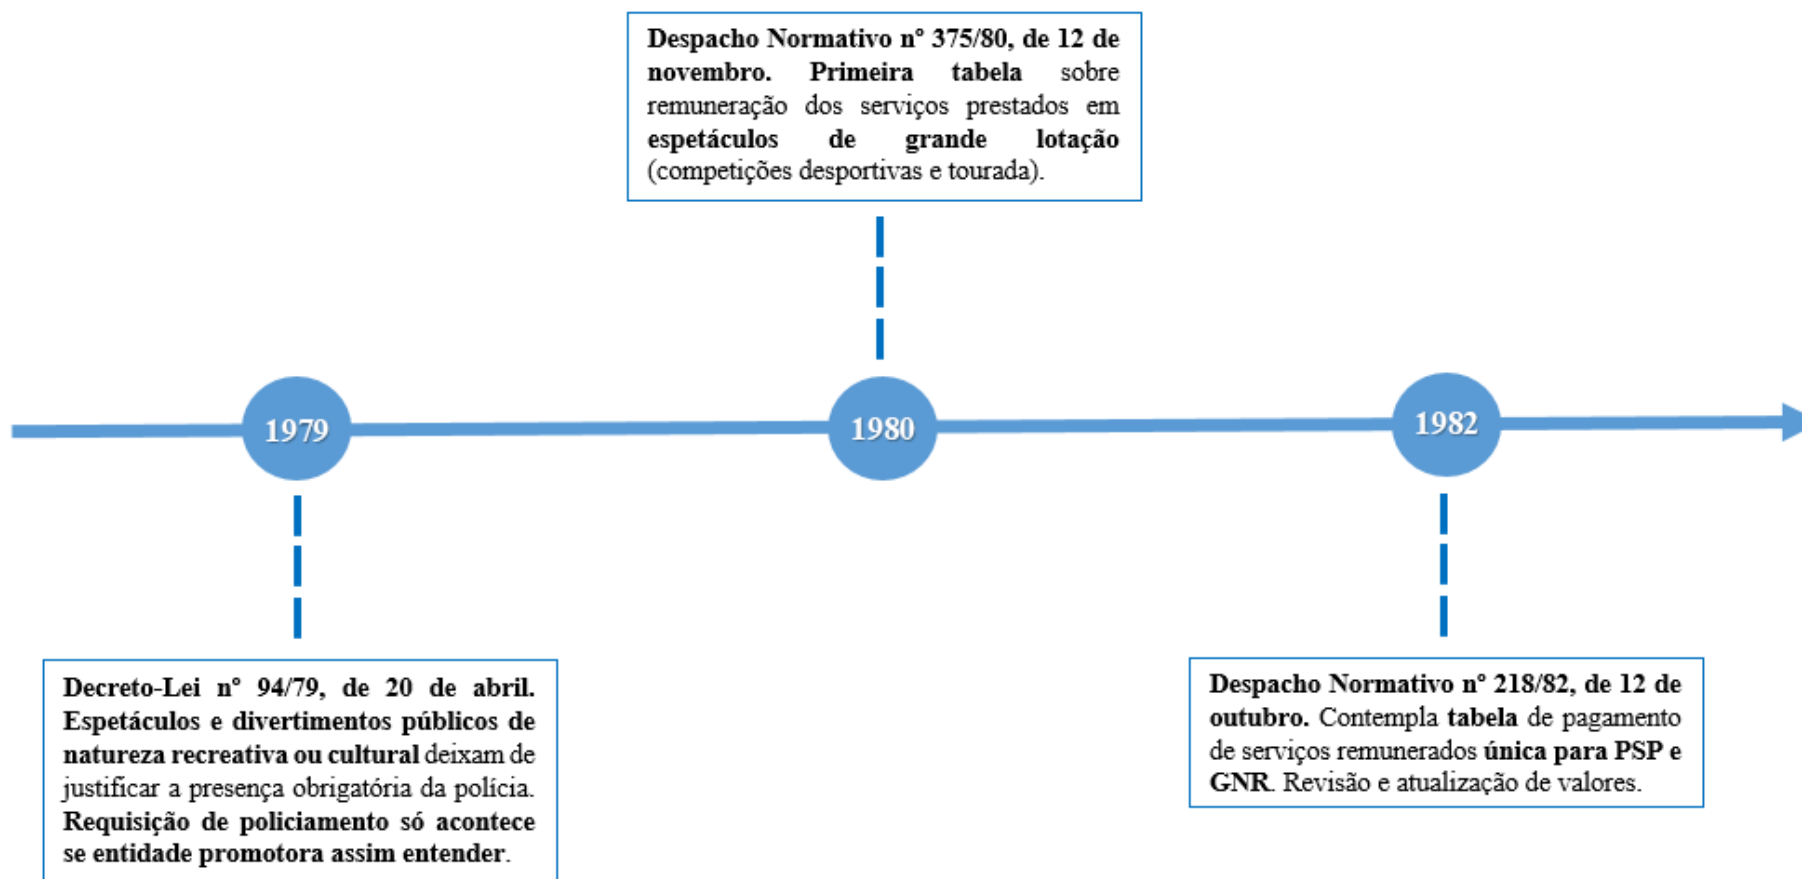 Despacho Normativo nº 375/80, de 12 de
novembro. Primeira tabela sobre
remuneração dos serviços prestados em
espetáculos de grande lotação
(competições desportivas e tourada).
1979
1980
1982
Decreto-Lei nº 94/79, de 20 de abril.
Espetáculos e divertimentos públicos de
natureza recreativa ou cultural deixam de
justificar a presença obrigatória da polícia.
Requisição de policiamento só acontece
se entidade promotora assim entender.
Despacho Normativo nº 218/82, de 12 de
outubro. Contempla tabela de pagamento
de serviços remunerados única para PSP e
GNR. Revisão e atualização de valores.